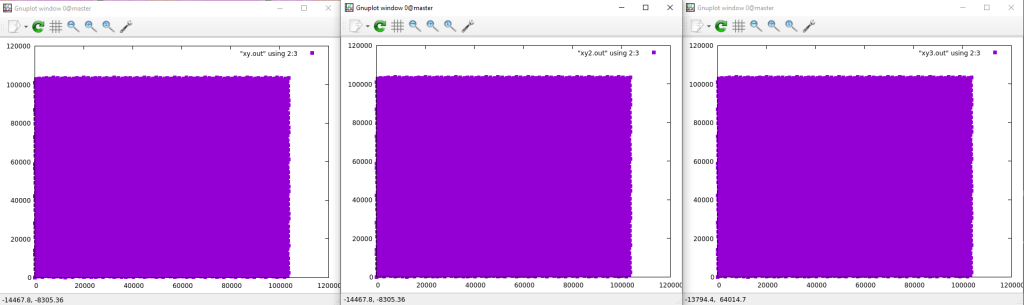 Gnuplot window 0@master
"xy.out" using 2:3
120000
100000
80000
60000
40000
20000
0
0 20000 40000 60000 80000 100000 120000
-14467.8, -8305.36
Gnuplot window 0@master
"xy2.out" using 2:3
120000
100000
80000
60000
40000
20000
0
0 20000 40000 60000 80000 100000 120000
-14467.8, -8305.36
Gnuplot window 0@master
"xy3.out" using 2:3
120000
100000
80000
60000
40000
20000
0
0 20000 40000 60000 80000 100000 120000
-13794.4, 64014.7